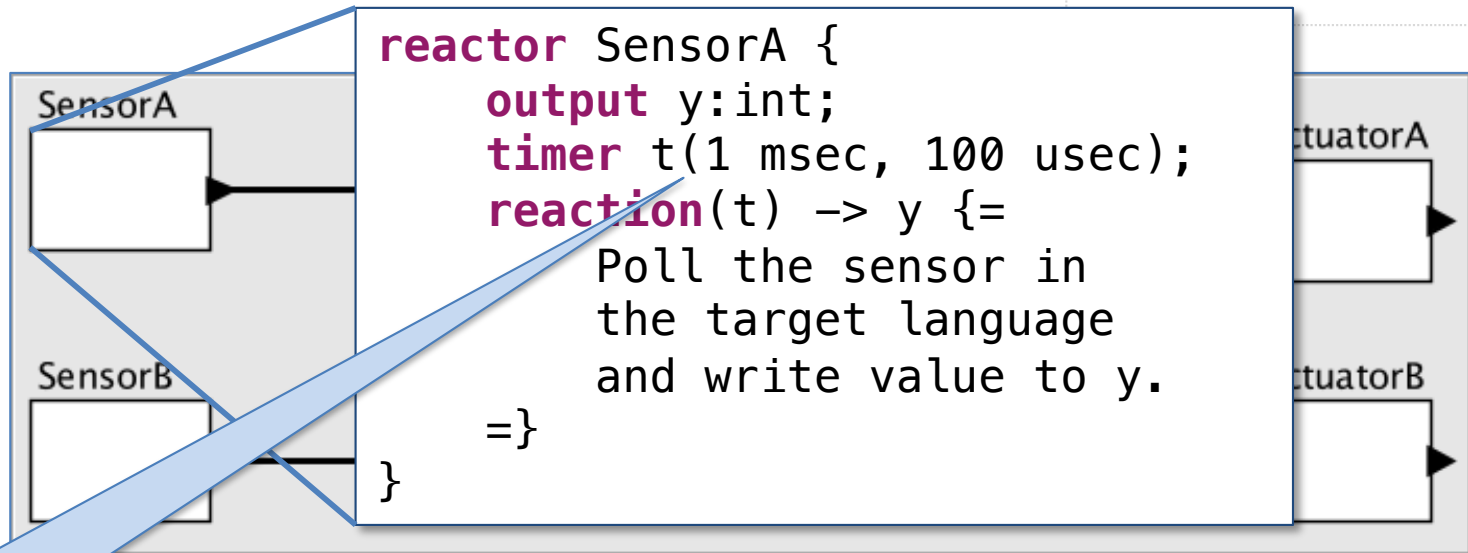 reactor SensorA {
output y:int;
timer t(1 msec, 100 usec);
reaction(t) −> y {=
Poll the sensor in
the target language
and write value to y.
=}
}
SensorA
SensorB
ctuatorA
ctuatorB